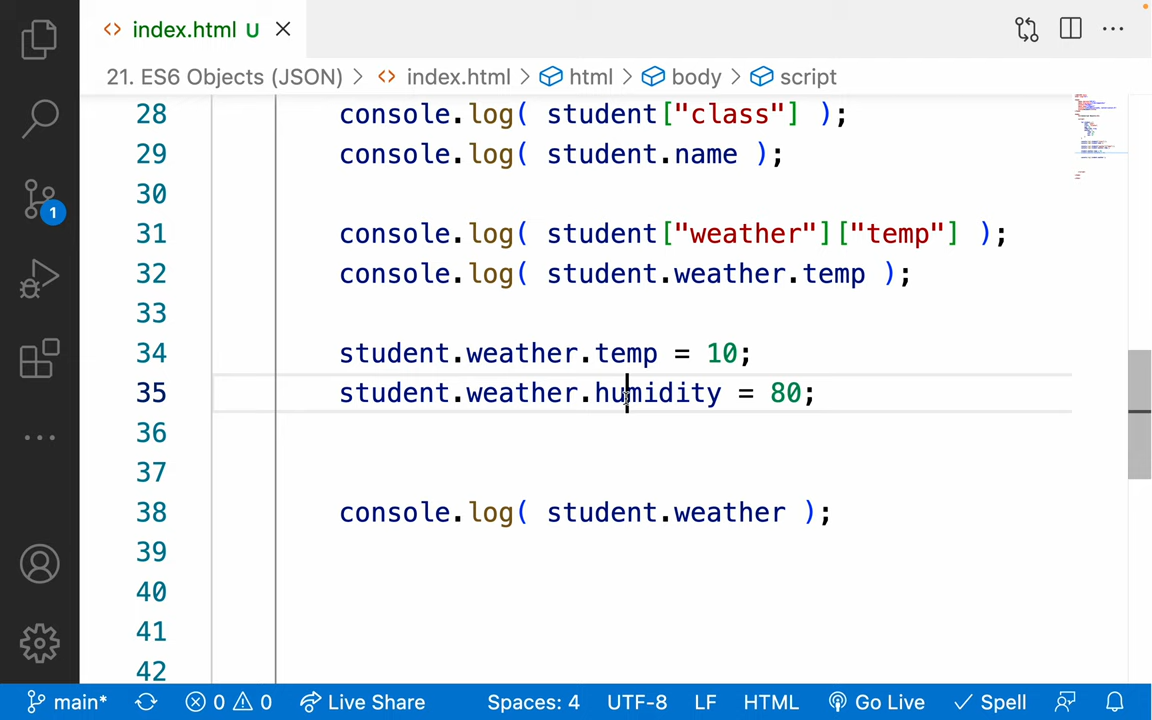 index.html U
21. ES6 Objects (JSON) > index.html > html > body > script
28 console.log( student["class"] );
29 console.log( student.name );
30
31 console.log( student["weather"]["temp"] );
32 console.log( student.weather.temp );
33
34 student.weather.temp = 10;
35 student.weather.humidity = 80;
36
37
38 console.log( student.weather );
39
40
41
42
1
main* 0 0 Live Share Spaces: 4 UTF-8 LF HTML Go Live Spell